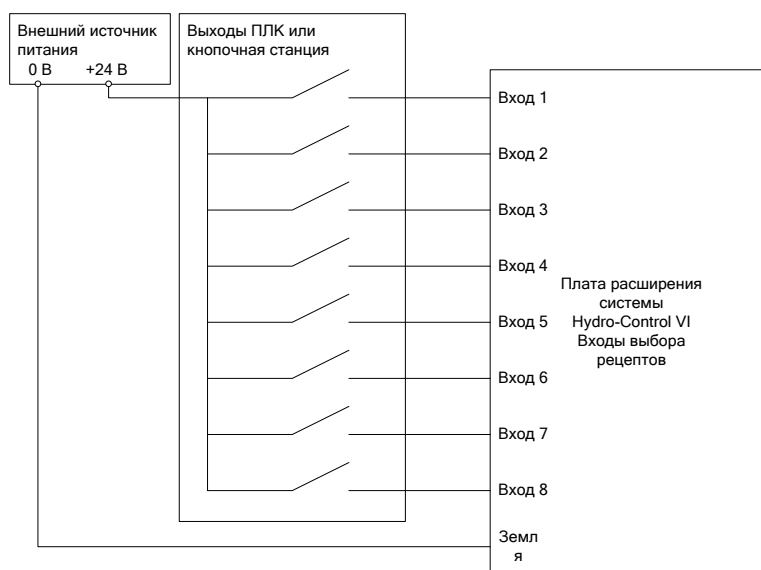 Внешний источник
питания
0 В +24 В
Выходы ПЛК или
кнопочная станция
Вход 1
Вход 2
Вход 3
Вход 4
Вход 5
Вход 6
Вход 7
Вход 8
Земл
я
Плата расширения
системы
Hydro-Control VI
Входы выбора
рецептов